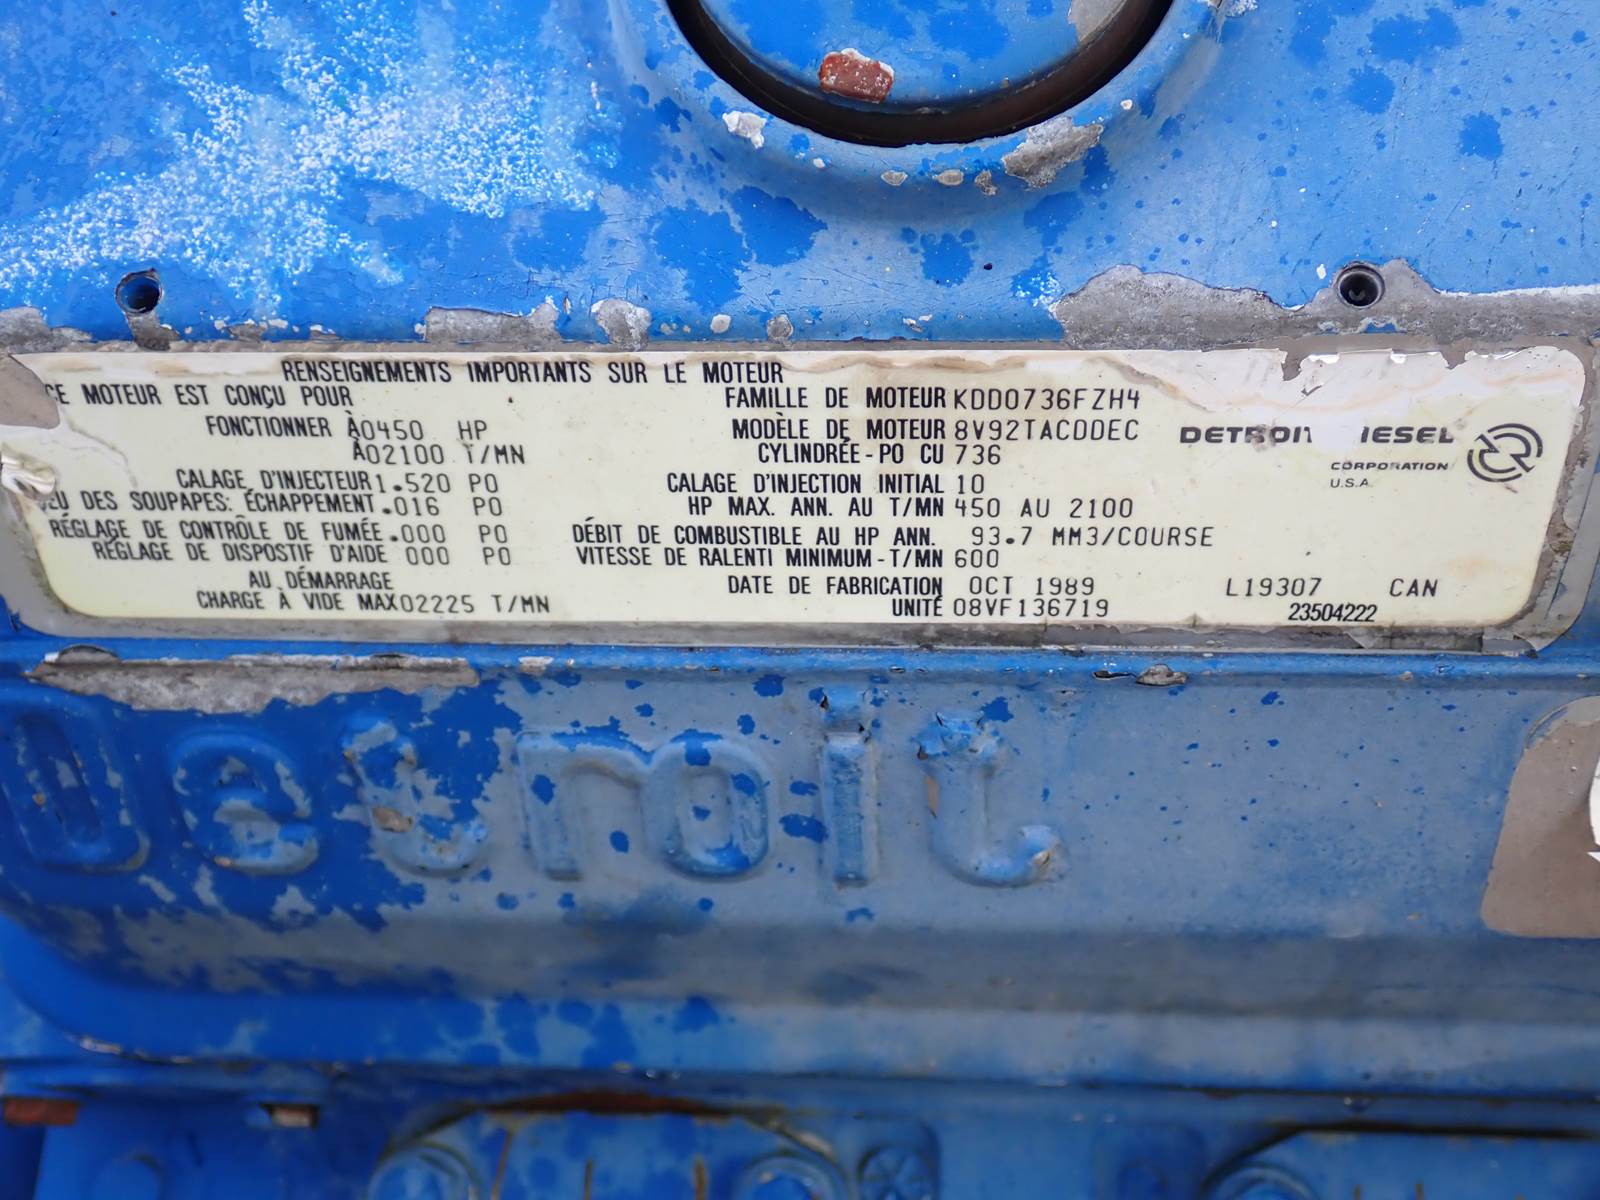 RENSEIGNEMENTS IMPORTANTS SUR LE MOTEUR
CE MOTEUR EST CONÇU POUR
FONCTIONNER À 0450 HP
À 02100 T/MN
CALAGE D'INJECTEUR 1.520 PO
JEU DES SOUPAPES: ÉCHAPPEMENT .016 PO
RÉGLAGE DE CONTRÔLE DE FUMÉE .000 PO
RÉGLAGE DE DISPOSTIF D'AIDE 000 PO
AU DÉMARRAGE
CHARGE À VIDE MAX 02225 T/MN
FAMILLE DE MOTEUR KDD0736FZH4
MODÈLE DE MOTEUR 8V92TACDDEC
CYLINDRÉE - PO CU 736
CALAGE D'INJECTION INITIAL 10
HP MAX. ANN. AU T/MN 450 AU 2100
DÉBIT DE COMBUSTIBLE AU HP ANN. 93.7 MM3/COURSE
VITESSE DE RALENTI MINIMUM - T/MN 600
DATE DE FABRICATION OCT 1989
UNITÉ 08VF136719
DETROIT DIESEL
CORPORATION
U.S.A.
L19307 CAN
23504222
Detroit